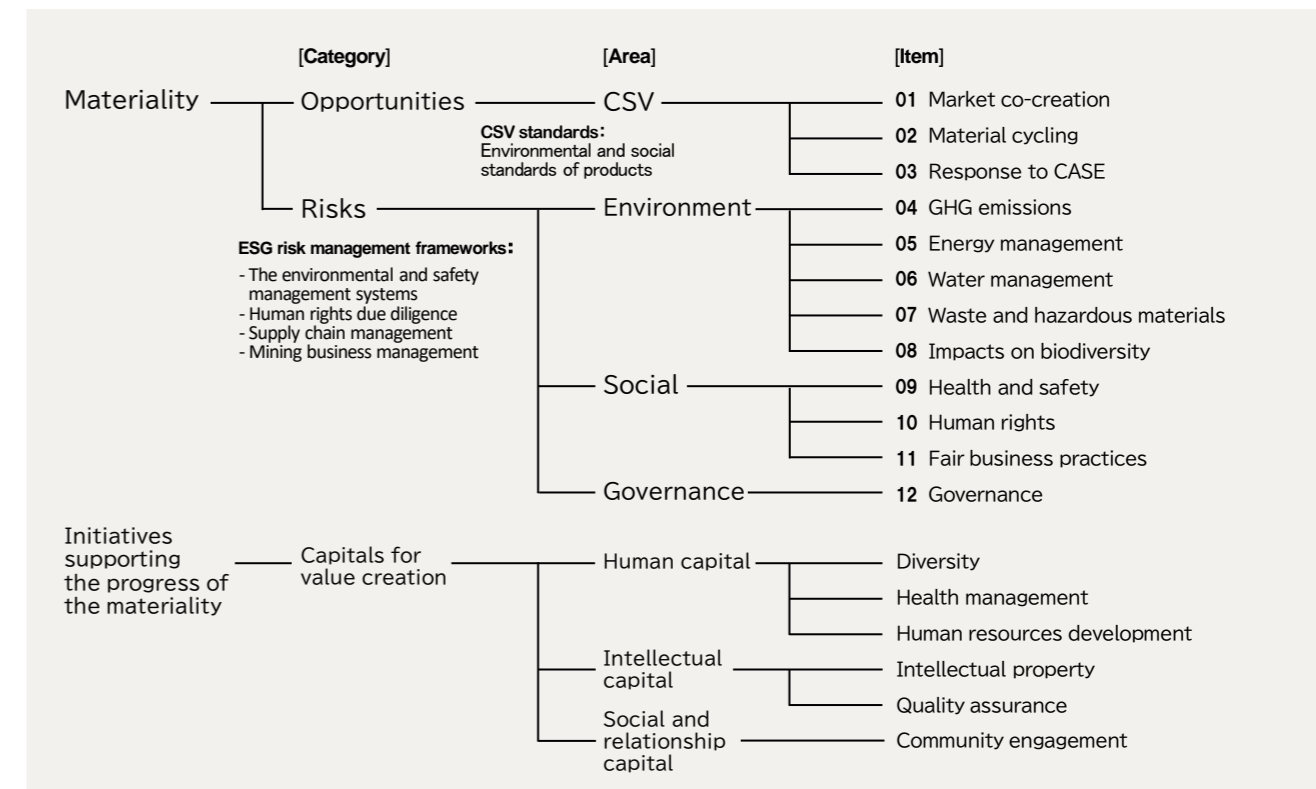 [Category] [Area] [Item]
Materiality Opportunities CSV 01 Market co-creation
CSV standards:
Environmental and social
standards of products
02 Material cycling
03 Response to CASE
Risks Environment 04 GHG emissions
ESG risk management frameworks:
- The environmental and safety
management systems
- Human rights due diligence
- Supply chain management
- Mining business management
05 Energy management
06 Water management
07 Waste and hazardous materials
08 Impacts on biodiversity
Social 09 Health and safety
10 Human rights
11 Fair business practices
Governance 12 Governance
Initiatives
supporting
the progress of
the materiality
Capitals for
value creation
Human capital Diversity
Health management
Human resources development
Intellectual
capital
Intellectual property
Quality assurance
Social and
relationship
capital
Community engagement